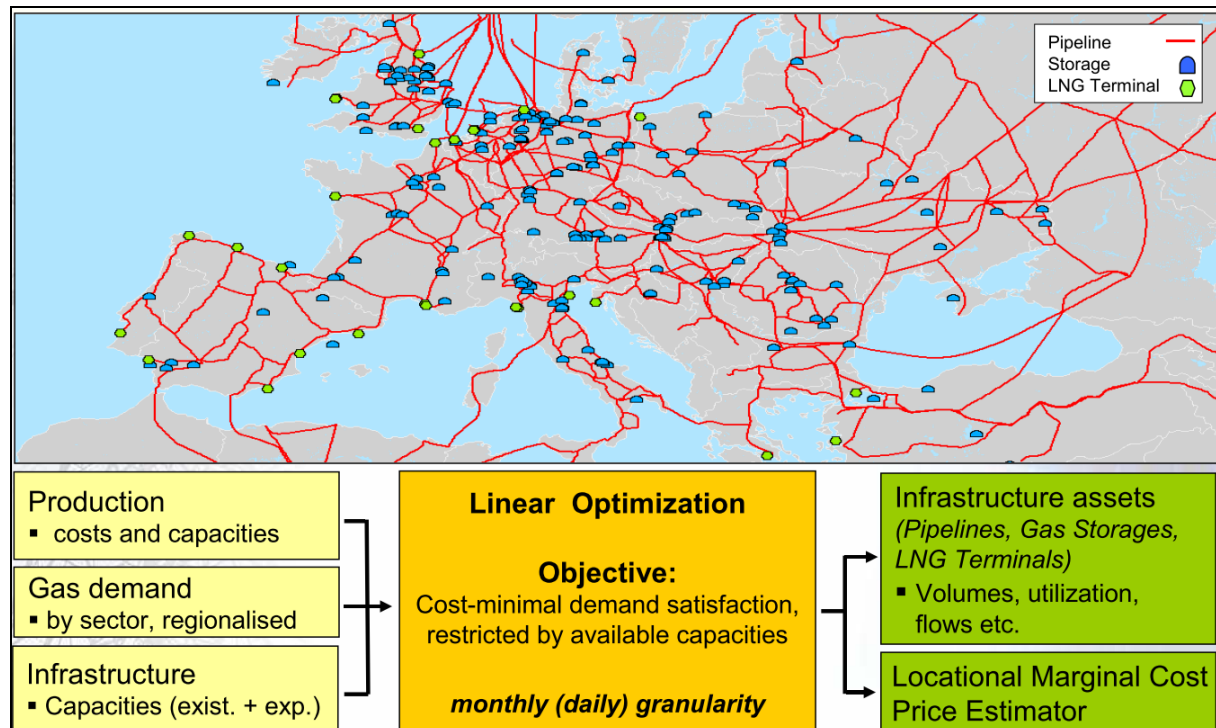 Pipeline
Storage
LNG Terminal
Production
▪ costs and capacities
Gas demand
▪ by sector, regionalised
Infrastructure
▪ Capacities (exist. + exp.)
Linear Optimization
Objective:
Cost-minimal demand satisfaction,
restricted by available capacities
monthly (daily) granularity
Infrastructure assets
(Pipelines, Gas Storages,
LNG Terminals)
▪ Volumes, utilization,
flows etc.
Locational Marginal Cost
Price Estimator